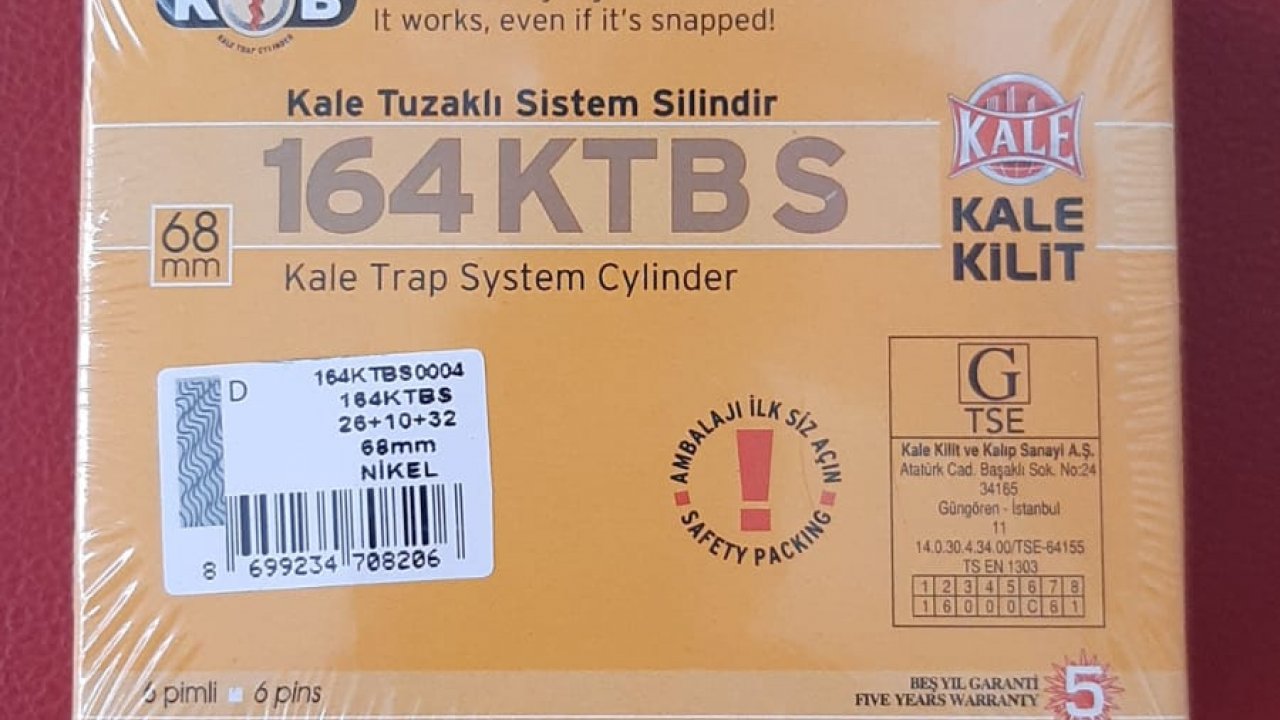 K B
KALE TRAP CYLINDER
It works, even if it's snapped!
Kale Tuzaklı Sistem Silindir
164KTBS
68
mm
Kale Trap System Cylinder
KALE
KALE
KİLİT
D
164KTBS0004
164KTBS
26+10+32
68mm
NİKEL
8 699234 708206
AMBALAJI İLK SİZ AÇIN
!
SAFETY PACKING
G
TSE
Kale Kilit ve Kalıp Sanayi A.Ş.
Atatürk Cad. Başaklı Sok. No:24
34165
Güngören - İstanbul
11
14.0.30.4.34.00/TSE-64155
TS EN 1303
1 2 3 4 5 6 7 8
1 6 0 0 0 C 6 1
6 pimli 6 pins
BEŞ YIL GARANTİ
FIVE YEARS WARRANTY
5